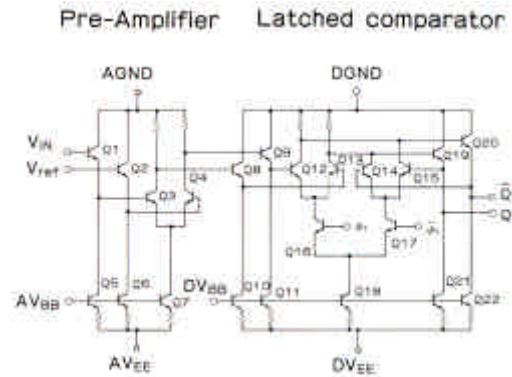 Pre-Amplifier Latched comparator
AGND DGND
VIN Q1 Q9 Q20
Vref Q2 Q4 Q8 Q12 Q13 Q14 Q15 Q19
Q3
Q̄
Q
Q16 Q17
AVBB Q5 Q6 Q7 DVBB Q10 Q11 Q18 Q21 Q22
AVEE DVEE